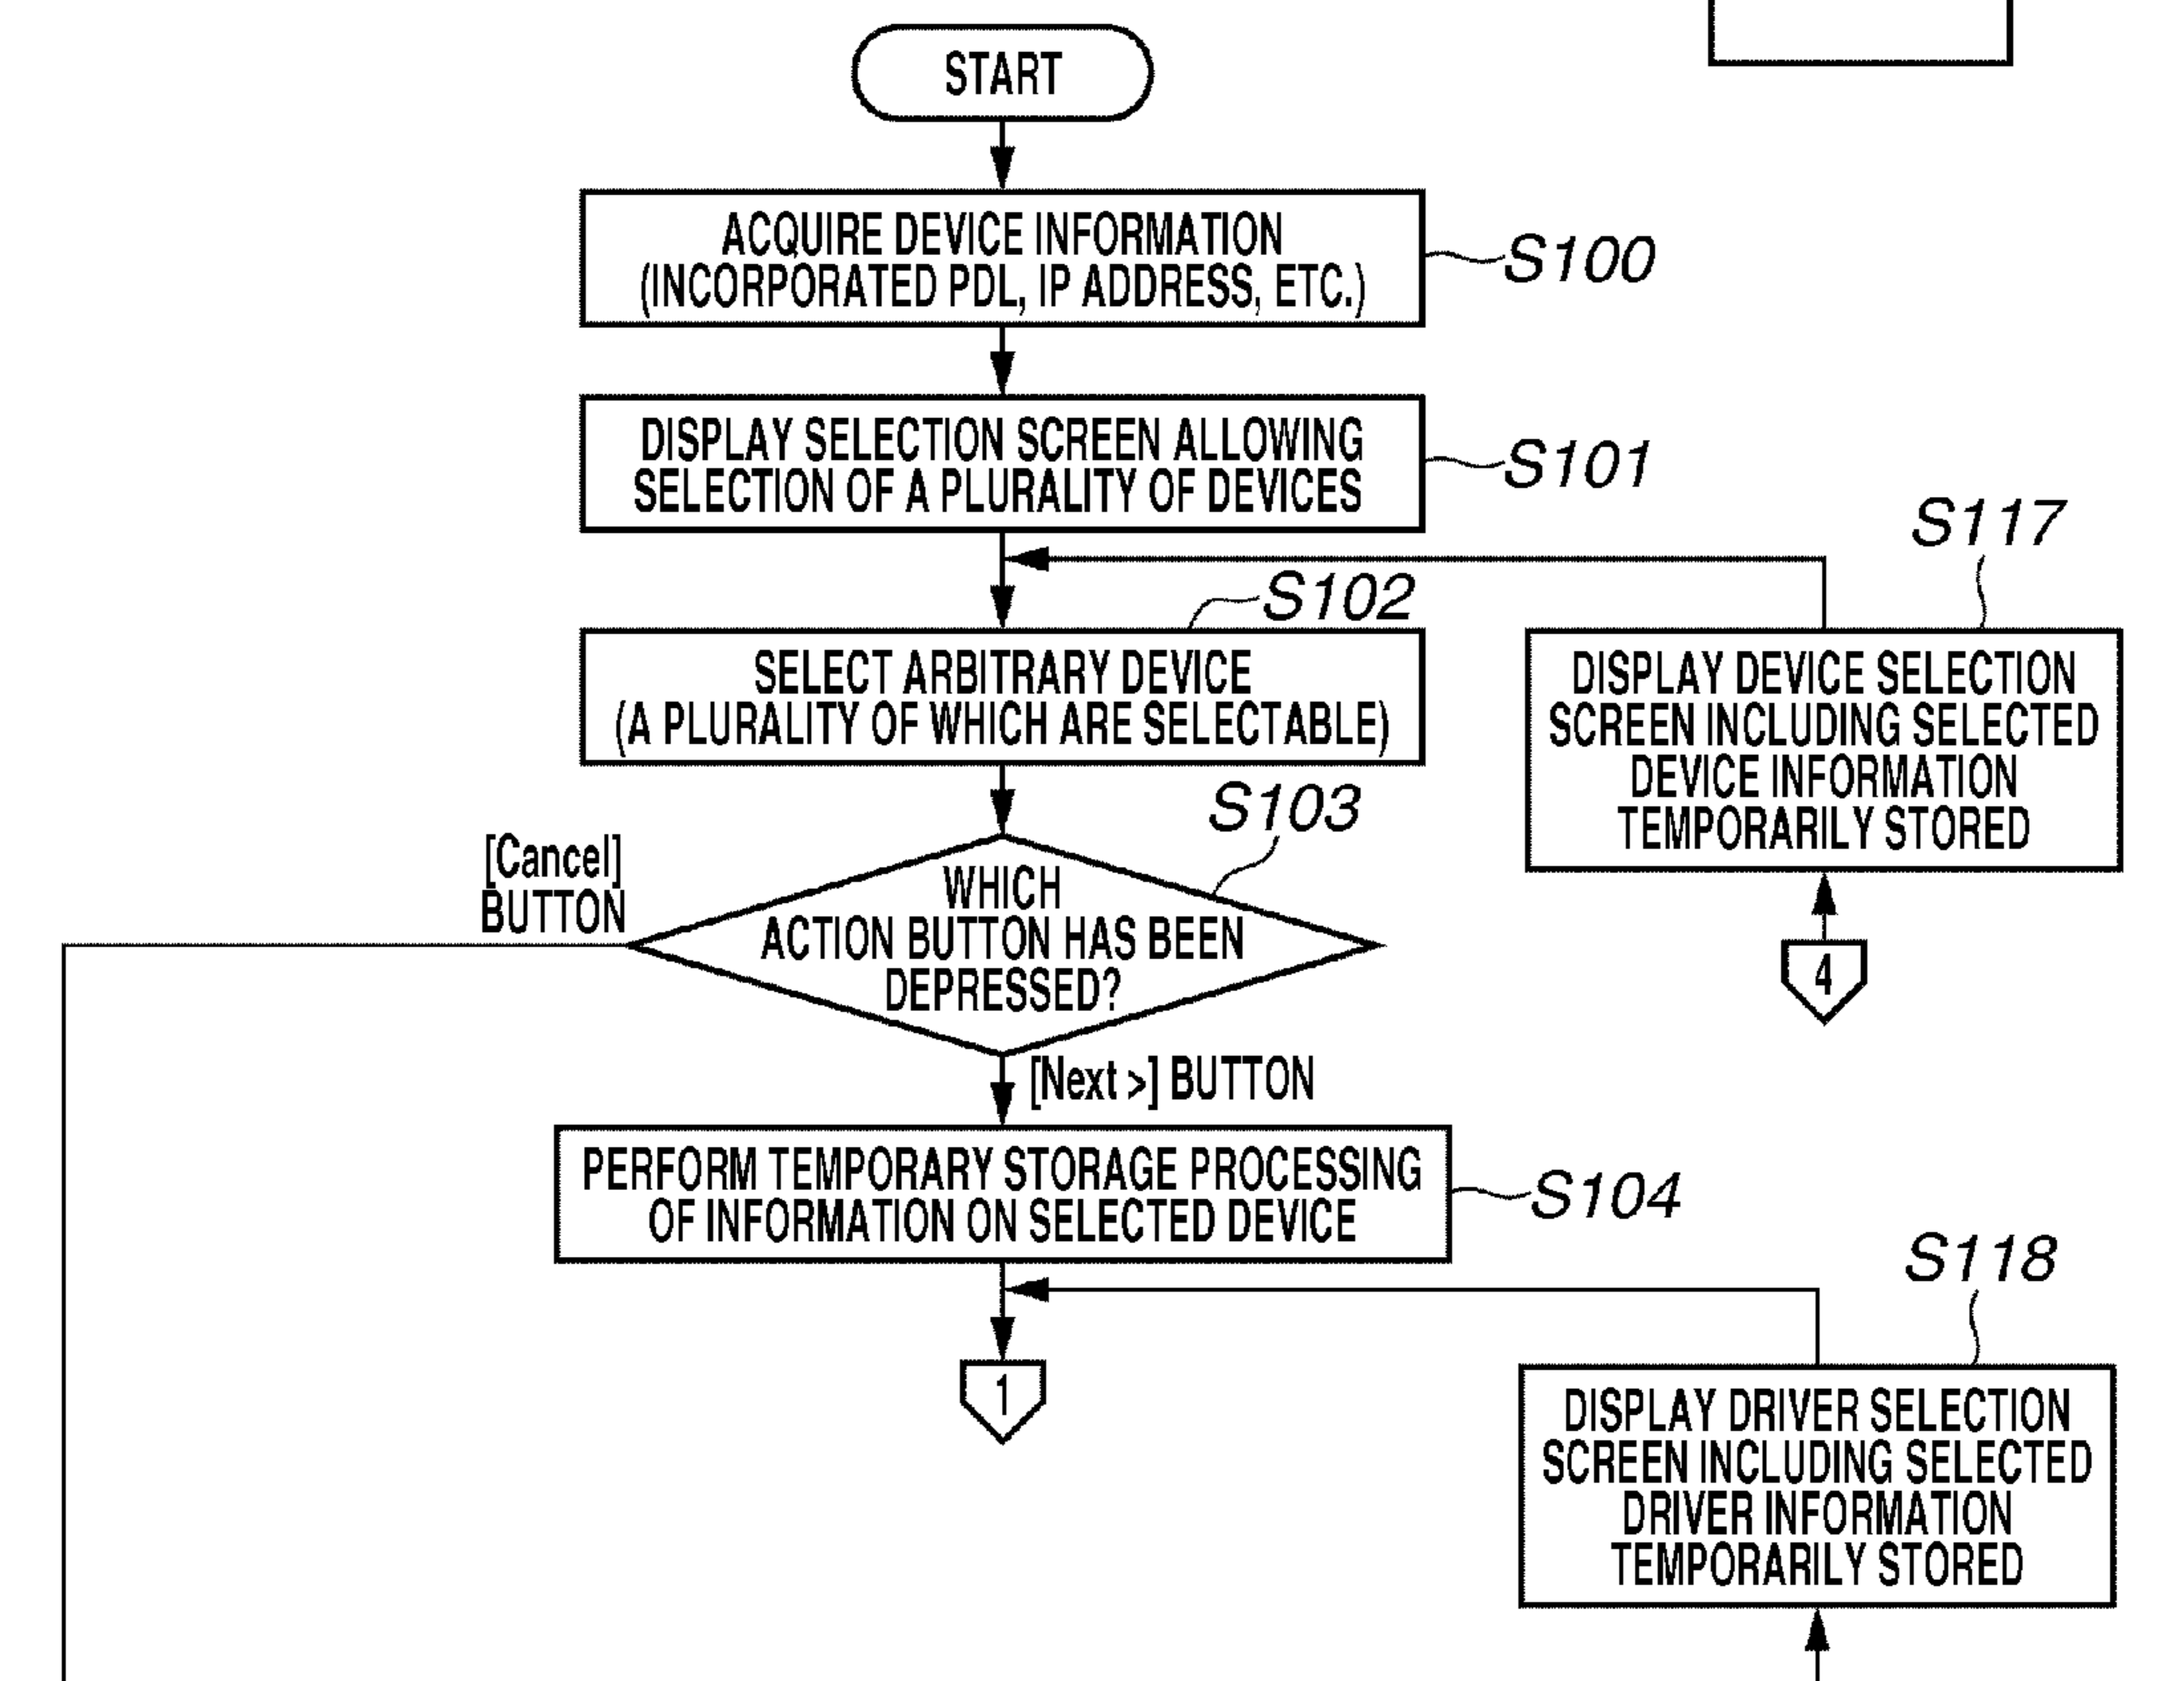 START
ACQUIRE DEVICE INFORMATION
(INCORPORATED PDL, IP ADDRESS, ETC.)
S100
DISPLAY SELECTION SCREEN ALLOWING
SELECTION OF A PLURALITY OF DEVICES
S101
S102
SELECT ARBITRARY DEVICE
(A PLURALITY OF WHICH ARE SELECTABLE)
S117
DISPLAY DEVICE SELECTION
SCREEN INCLUDING SELECTED
DEVICE INFORMATION
TEMPORARILY STORED
4
S103
WHICH
ACTION BUTTON HAS BEEN
DEPRESSED?
[Cancel]
BUTTON
[Next >] BUTTON
PERFORM TEMPORARY STORAGE PROCESSING
OF INFORMATION ON SELECTED DEVICE
S104
1
S118
DISPLAY DRIVER SELECTION
SCREEN INCLUDING SELECTED
DRIVER INFORMATION
TEMPORARILY STORED